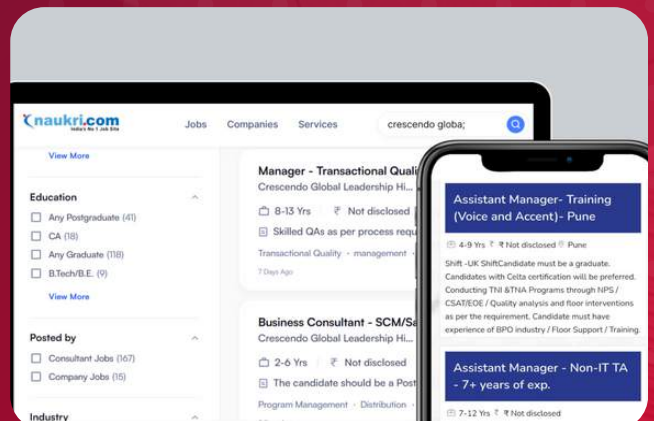 naukri.com
India's No 1 Job Site
Jobs
Companies
Services
crescendo globa;
View More
Education
Any Postgraduate (41)
CA (18)
Any Graduate (118)
B.Tech/B.E. (9)
View More
Posted by
Consultant Jobs (167)
Company Jobs (15)
Industry
Manager - Transactional Quali
Crescendo Global Leadership Hi...
8-13 Yrs ₹ Not disclosed
Skilled QAs as per process requ
Transactional Quality · management ·
7 Days Ago
Business Consultant - SCM/Sa
Crescendo Global Leadership Hi...
2-6 Yrs ₹ Not disclosed
The candidate should be a Post
Program Management · Distribution ·
Assistant Manager- Training
(Voice and Accent)- Pune
4-9 Yrs ₹ ₹ Not disclosed Pune
Shift -UK ShiftCandidate must be a graduate.
Candidates with Celta certification will be preferred.
Conducting TNI &TNA Programs through NPS /
CSAT/EOE / Quality analysis and floor interventions
as per the requirement. Candidate must have
experience of BPO industry / Floor Support / Training.
Assistant Manager - Non-IT TA
- 7+ years of exp.
7-12 Yrs ₹ ₹ Not disclosed